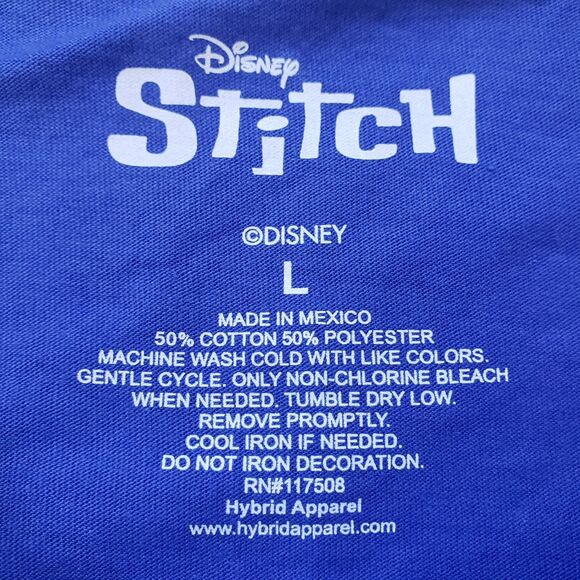 Disney
Stitch
©DISNEY
L
MADE IN MEXICO
50% COTTON 50% POLYESTER
MACHINE WASH COLD WITH LIKE COLORS.
GENTLE CYCLE. ONLY NON-CHLORINE BLEACH
WHEN NEEDED. TUMBLE DRY LOW.
REMOVE PROMPTLY.
COOL IRON IF NEEDED.
DO NOT IRON DECORATION.
RN#117508
Hybrid Apparel
www.hybridapparel.com